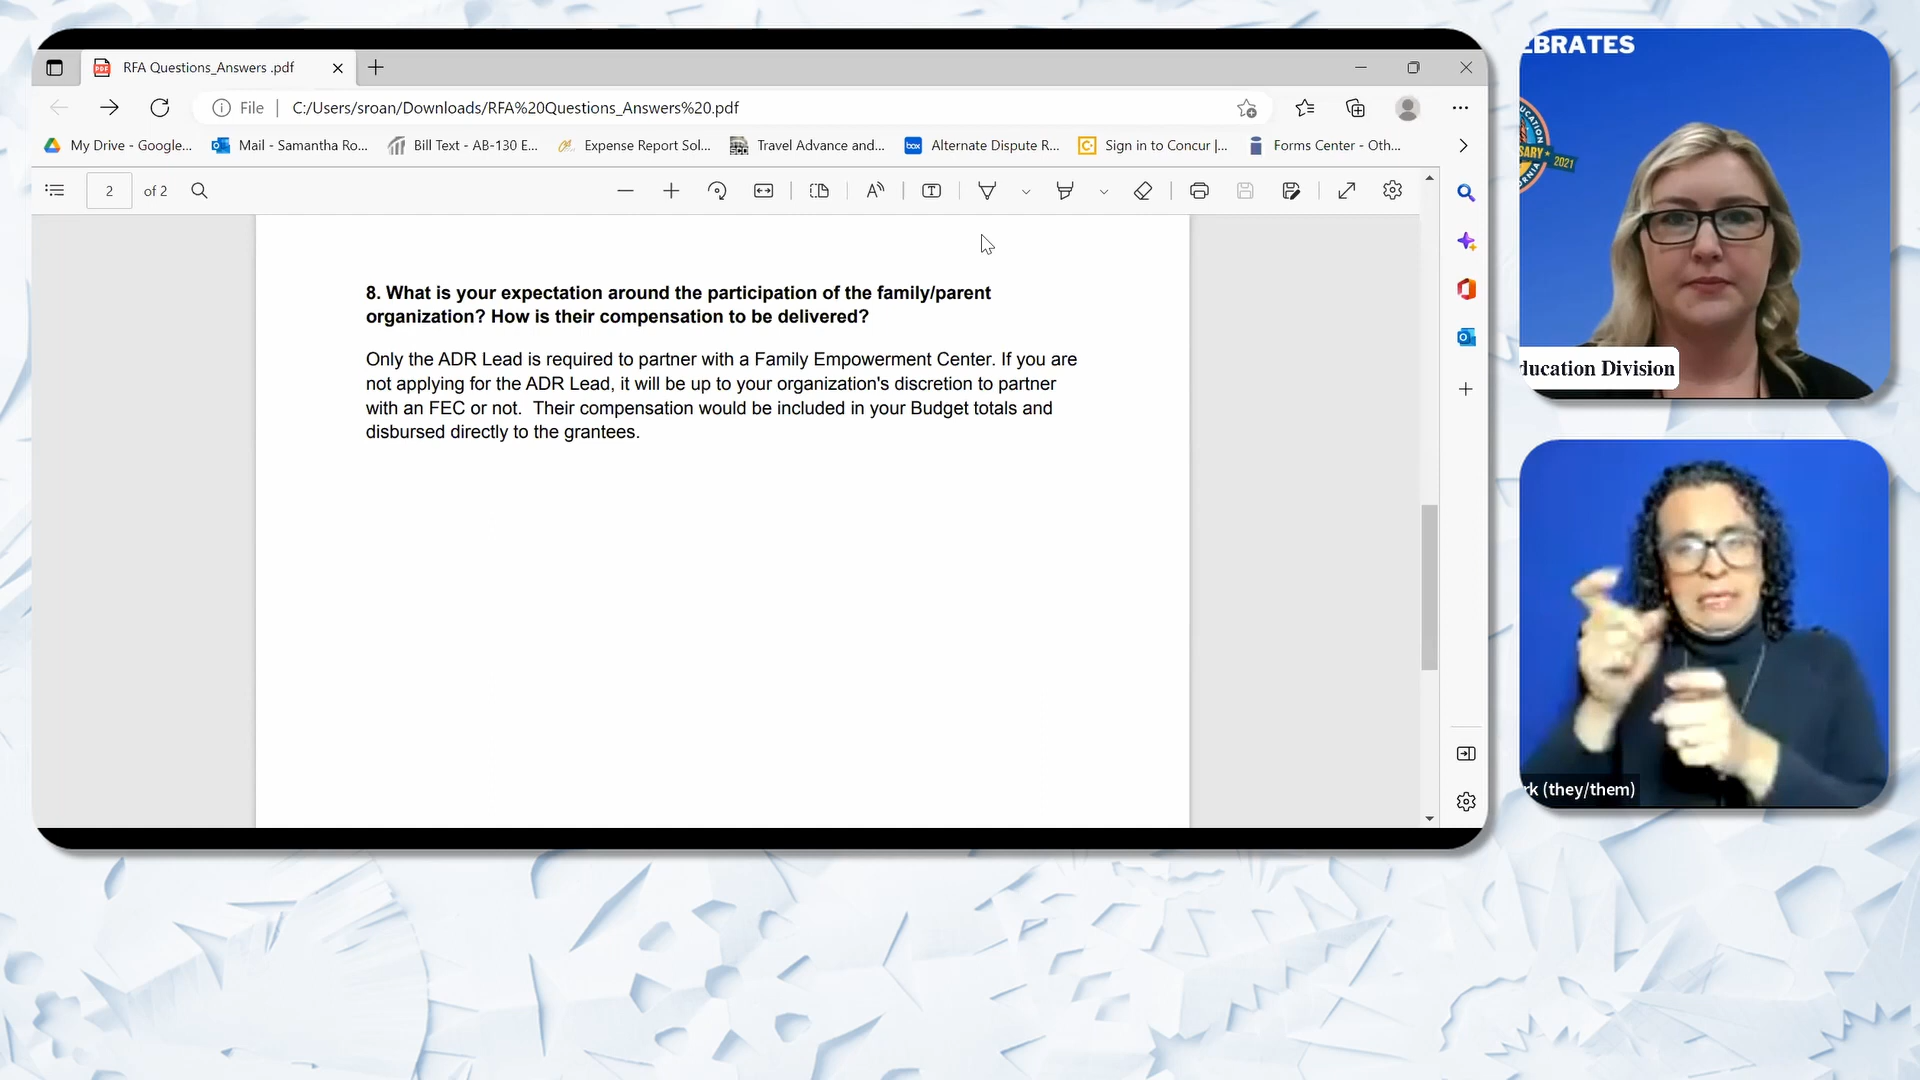 RFA Questions_Answers .pdf
File
C:/Users/sroan/Downloads/RFA%20Questions_Answers%20.pdf
My Drive - Google...
Mail - Samantha Ro...
Bill Text - AB-130 E...
Expense Report Sol...
Travel Advance and...
box
Alternate Dispute R...
Sign in to Concur |...
Forms Center - Oth...
2
of 2
8. What is your expectation around the participation of the family/parent
organization? How is their compensation to be delivered?
Only the ADR Lead is required to partner with a Family Empowerment Center. If you are
not applying for the ADR Lead, it will be up to your organization's discretion to partner
with an FEC or not.  Their compensation would be included in your Budget totals and
disbursed directly to the grantees.
EBRATES
EDUCATION
SARY
2021
ORNIA
ducation Division
rk (they/them)